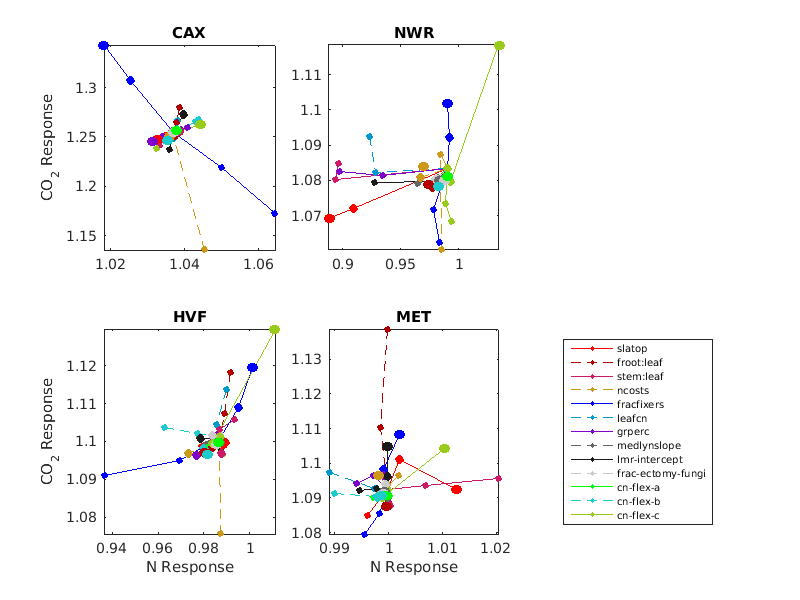 CAX
NWR
1.3
1.25
1.2
1.15
CO2 Response
1.02
1.04
1.06
1.11
1.1
1.09
1.08
1.07
0.9
0.95
1
HVF
MET
1.12
1.11
1.1
1.09
1.08
CO2 Response
0.94
0.96
0.98
1
N Response
1.13
1.12
1.11
1.1
1.09
1.08
0.99
1
1.01
1.02
N Response
slatop
froot:leaf
stem:leaf
ncosts
fracfixers
leafcn
grperc
medlynslope
lmr-intercept
frac-ectomy-fungi
cn-flex-a
cn-flex-b
cn-flex-c